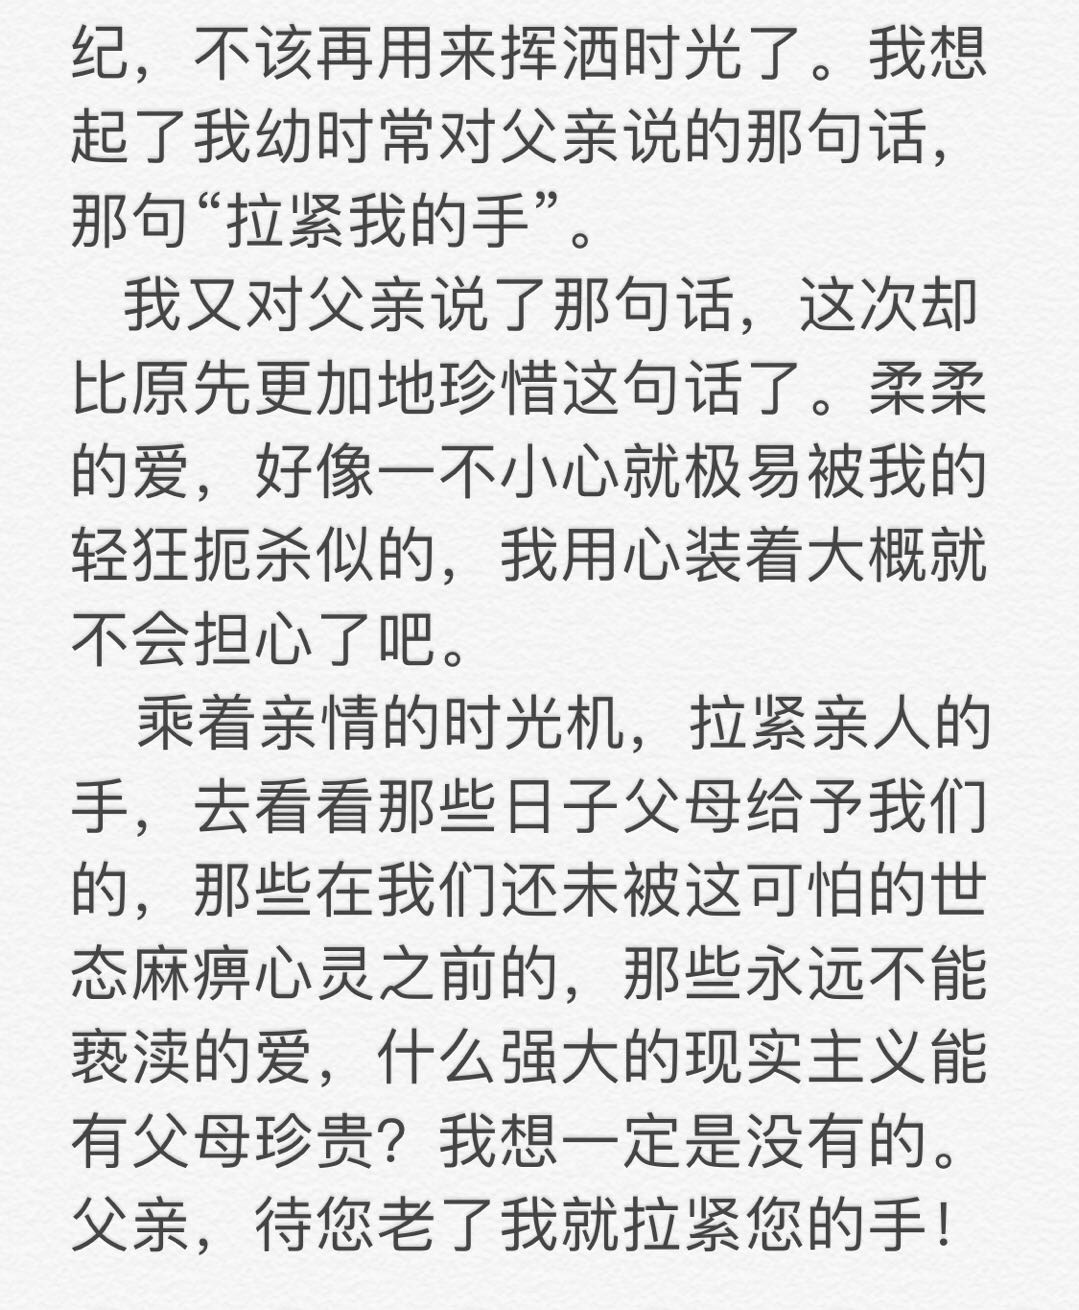 纪，不该再用来挥洒时光了。我想
起了我幼时常对父亲说的那句话，
那句“拉紧我的手”。
我又对父亲说了那句话，这次却
比原先更加地珍惜这句话了。柔柔
的爱，好像一不小心就极易被我的
轻狂扼杀似的，我用心装着大概就
不会担心了吧。
乘着亲情的时光机，拉紧亲人的
手，去看看那些日子父母给予我们
的，那些在我们还未被这可怕的世
态麻痹心灵之前的，那些永远不能
亵渎的爱，什么强大的现实主义能
有父母珍贵？我想一定是没有的。
父亲，待您老了我就拉紧您的手！